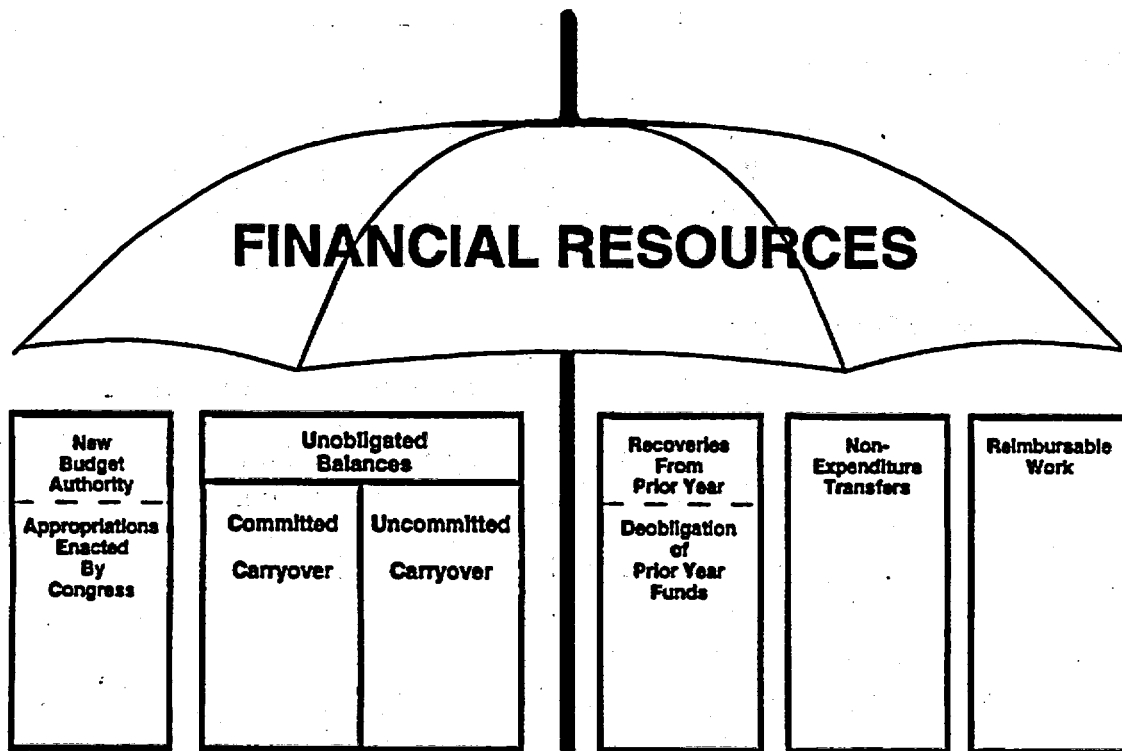 FINANCIAL RESOURCES
New
Budget
Authority
Appropriations
Enacted
By
Congress
Unobligated
Balances
Committed
Carryover
Uncommitted
Carryover
Recoveries
From
Prior Year
Deobligation
of
Prior Year
Funds
Non-
Expenditure
Transfers
Reimbursable
Work